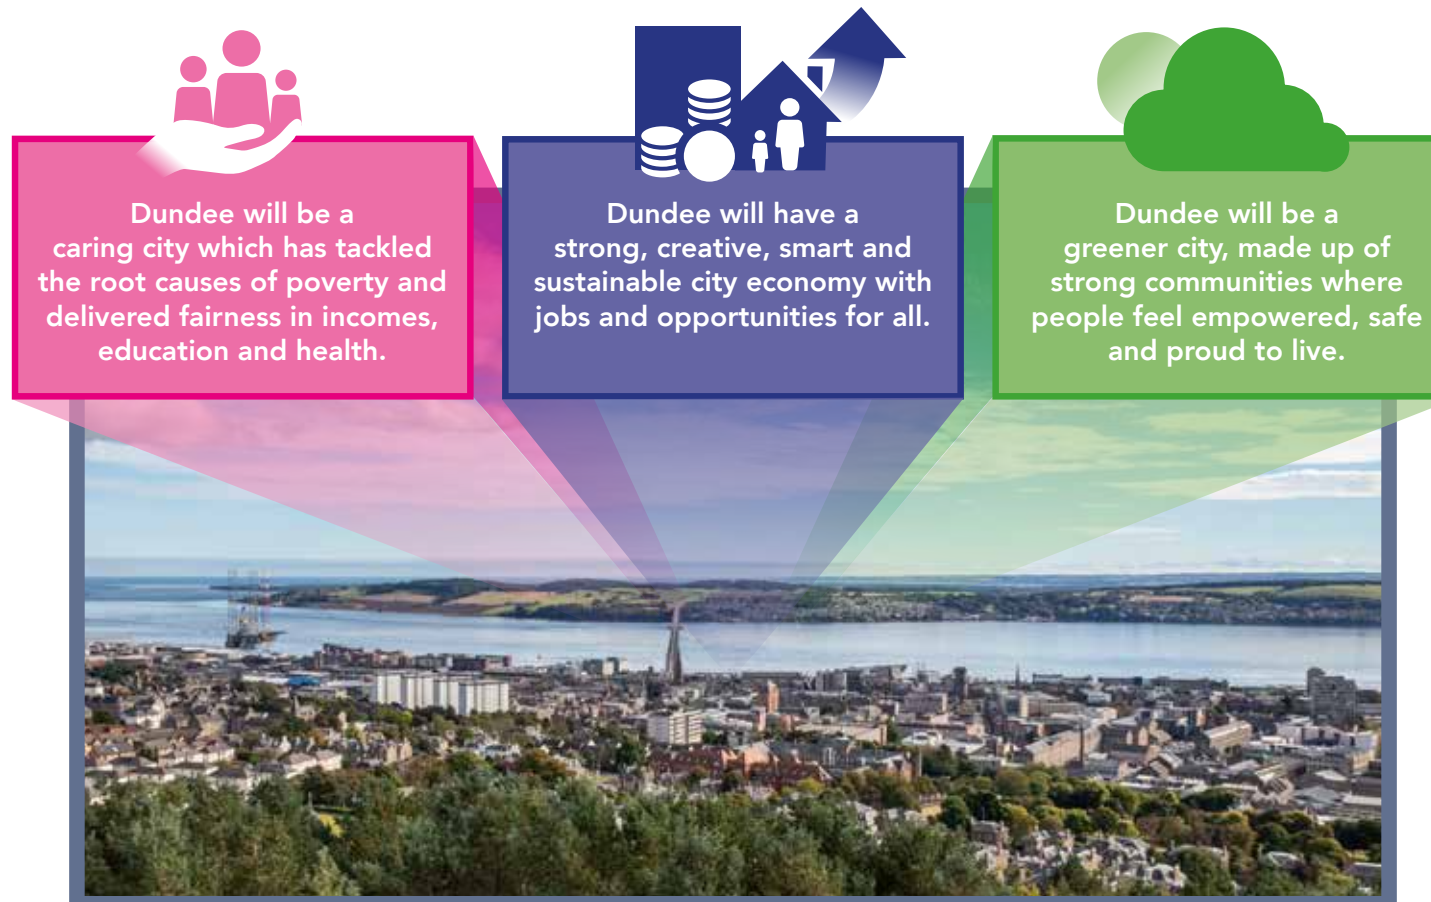 Dundee will be a
caring city which has tackled
the root causes of poverty and
delivered fairness in incomes,
education and health.
Dundee will have a
strong, creative, smart and
sustainable city economy with
jobs and opportunities for all.
Dundee will be a
greener city, made up of
strong communities where
people feel empowered, safe
and proud to live.